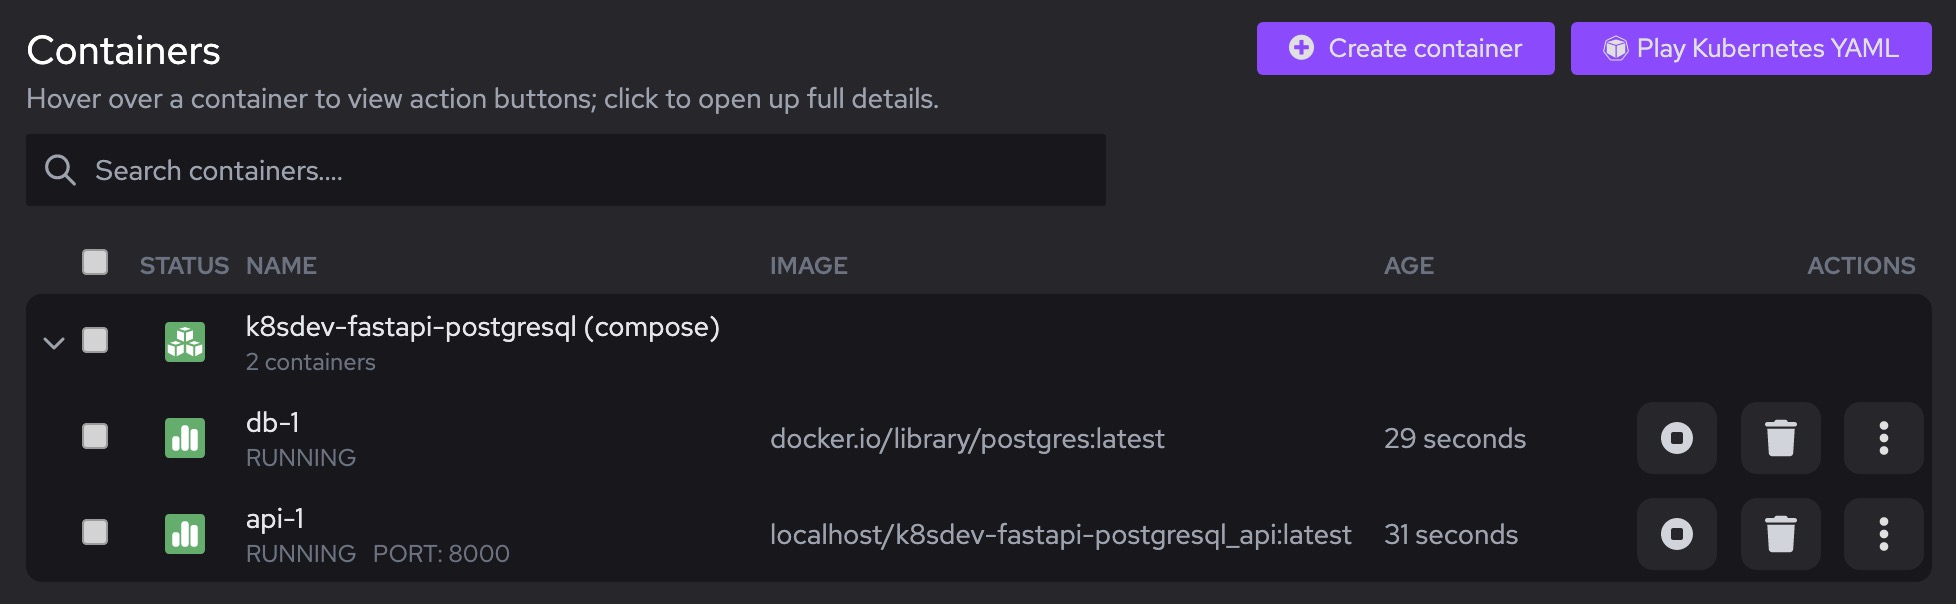 Containers
Create container
Play Kubernetes YAML
Hover over a container to view action buttons; click to open up full details.
Search containers....
STATUS NAME IMAGE AGE ACTIONS
k8sdev-fastapi-postgresql (compose)
2 containers
db-1
RUNNING
docker.io/library/postgres:latest
29 seconds
api-1
RUNNING PORT: 8000
localhost/k8sdev-fastapi-postgresql_api:latest
31 seconds